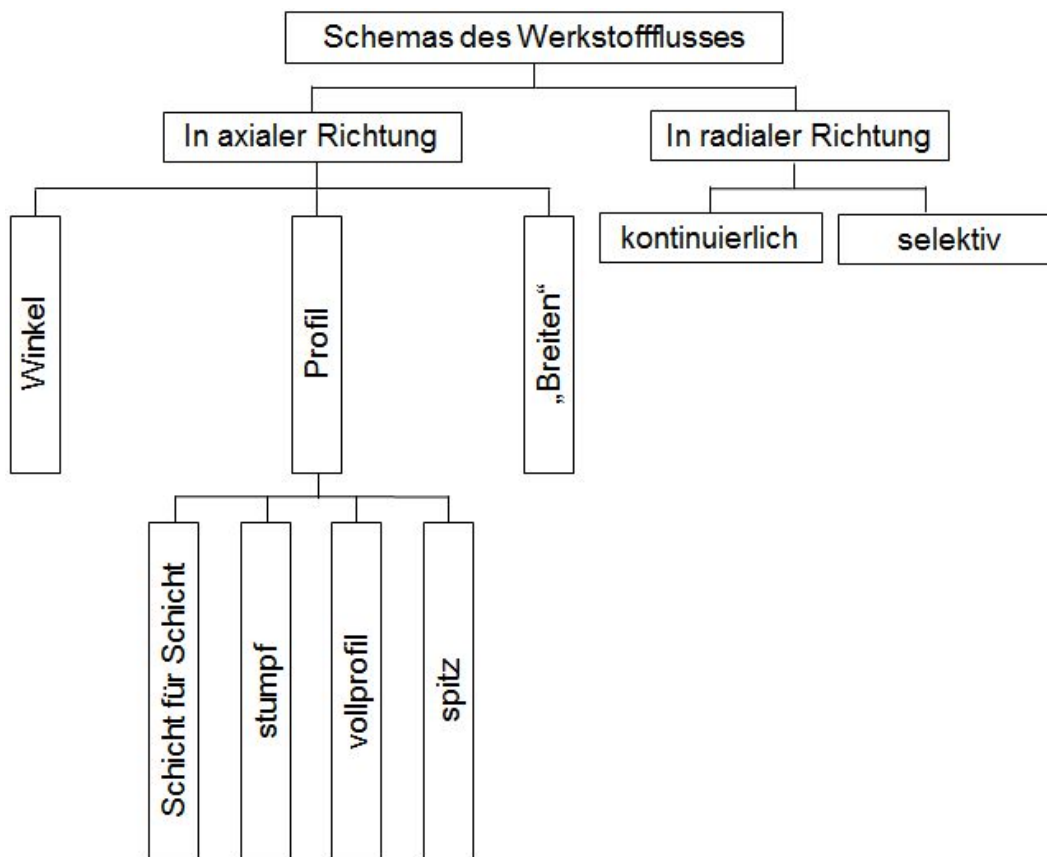 Schemas des Werkstoffflusses
In axialer Richtung
In radialer Richtung
kontinuierlich
selektiv
Winkel
Profil
„Breiten“
Schicht für Schicht
stumpf
vollprofil
spitz